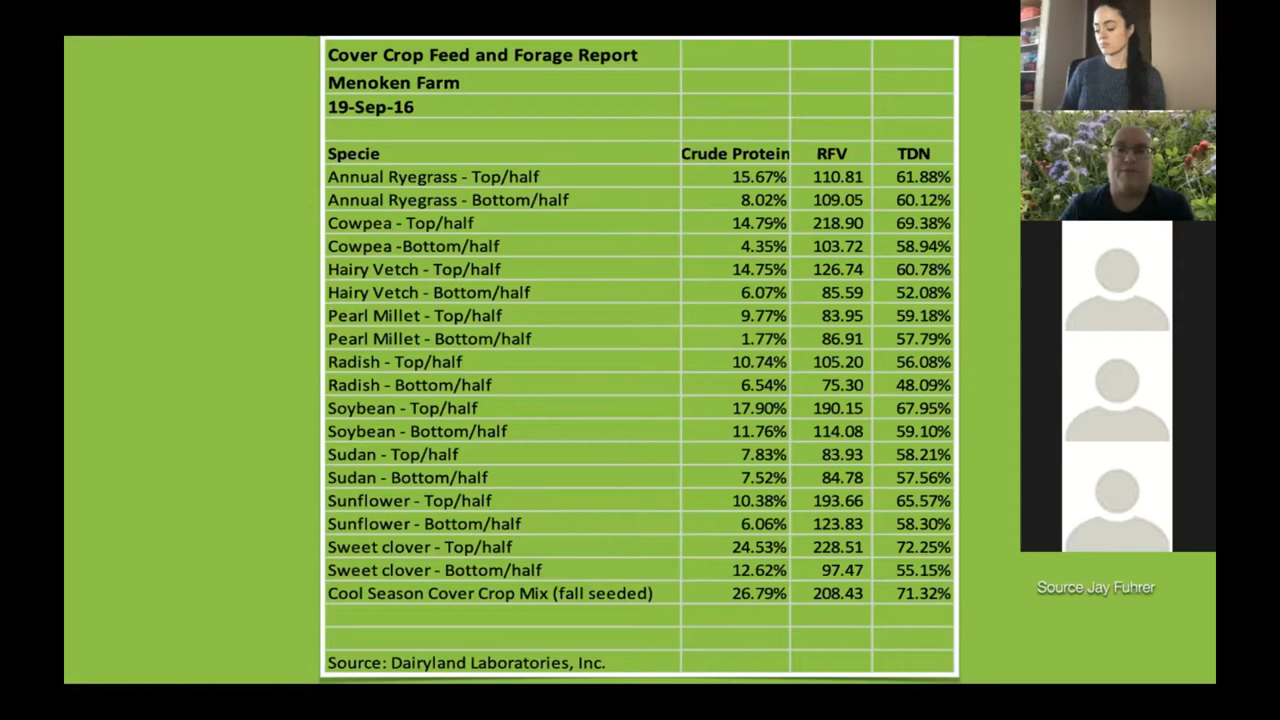 Cover Crop Feed and Forage Report
Menoken Farm
19-Sep-16
Specie Crude Protein RFV TDN
Annual Ryegrass - Top/half 15.67% 110.81 61.88%
Annual Ryegrass - Bottom/half 8.02% 109.05 60.12%
Cowpea - Top/half 14.79% 218.90 69.38%
Cowpea -Bottom/half 4.35% 103.72 58.94%
Hairy Vetch - Top/half 14.75% 126.74 60.78%
Hairy Vetch - Bottom/half 6.07% 85.59 52.08%
Pearl Millet - Top/half 9.77% 83.95 59.18%
Pearl Millet - Bottom/half 1.77% 86.91 57.79%
Radish - Top/half 10.74% 105.20 56.08%
Radish - Bottom/half 6.54% 75.30 48.09%
Soybean - Top/half 17.90% 190.15 67.95%
Soybean - Bottom/half 11.76% 114.08 59.10%
Sudan - Top/half 7.83% 83.93 58.21%
Sudan - Bottom/half 7.52% 84.78 57.56%
Sunflower - Top/half 10.38% 193.66 65.57%
Sunflower - Bottom/half 6.06% 123.83 58.30%
Sweet clover - Top/half 24.53% 228.51 72.25%
Sweet clover - Bottom/half 12.62% 97.47 55.15%
Cool Season Cover Crop Mix (fall seeded) 26.79% 208.43 71.32%
Source: Dairyland Laboratories, Inc.
Source Jay Fuhrer